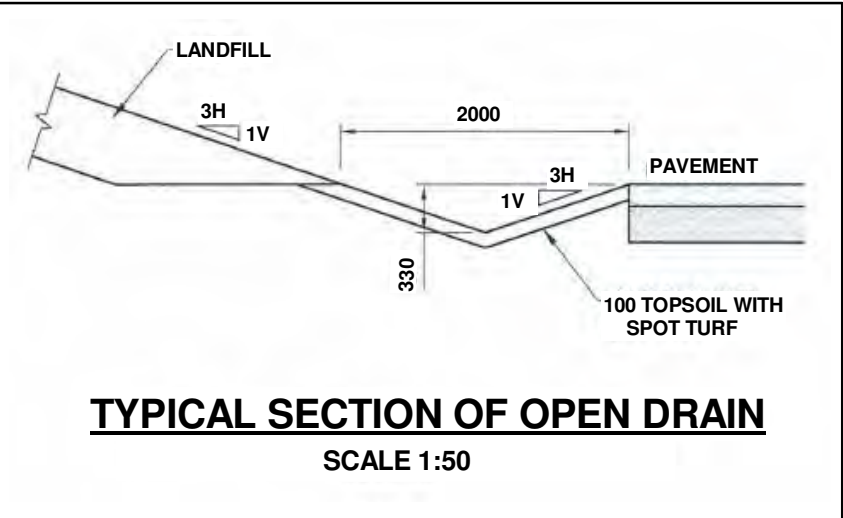 LANDFILL
3H
1V
2000
PAVEMENT
3H
1V
330
100 TOPSOIL WITH
SPOT TURF
TYPICAL SECTION OF OPEN DRAIN
SCALE 1:50